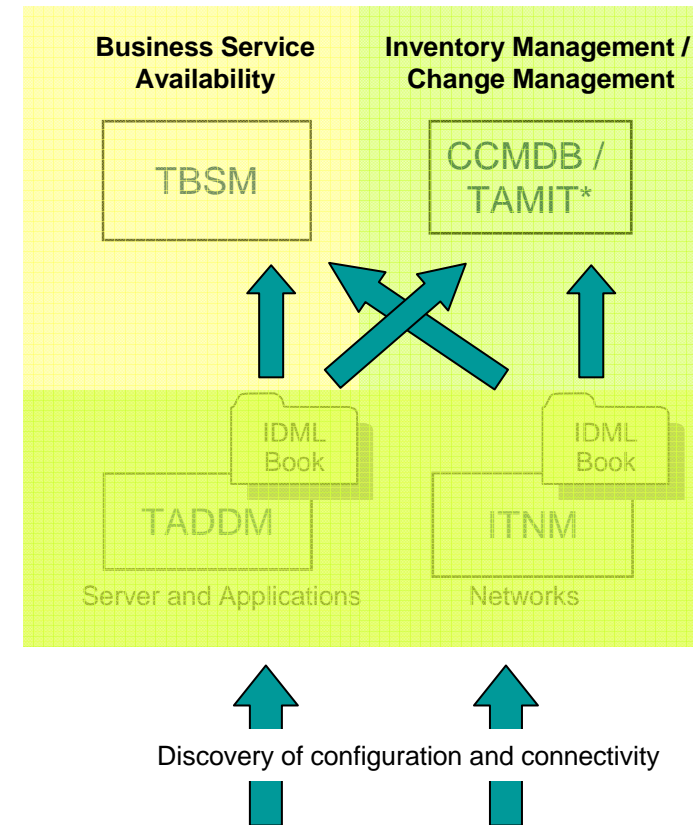 Business Service
Availability
Inventory Management /
Change Management
TBSM
CCMDB /
TAMIT*
IDML
Book
IDML
Book
TADDM
ITNM
Server and Applications
Networks
Discovery of configuration and connectivity